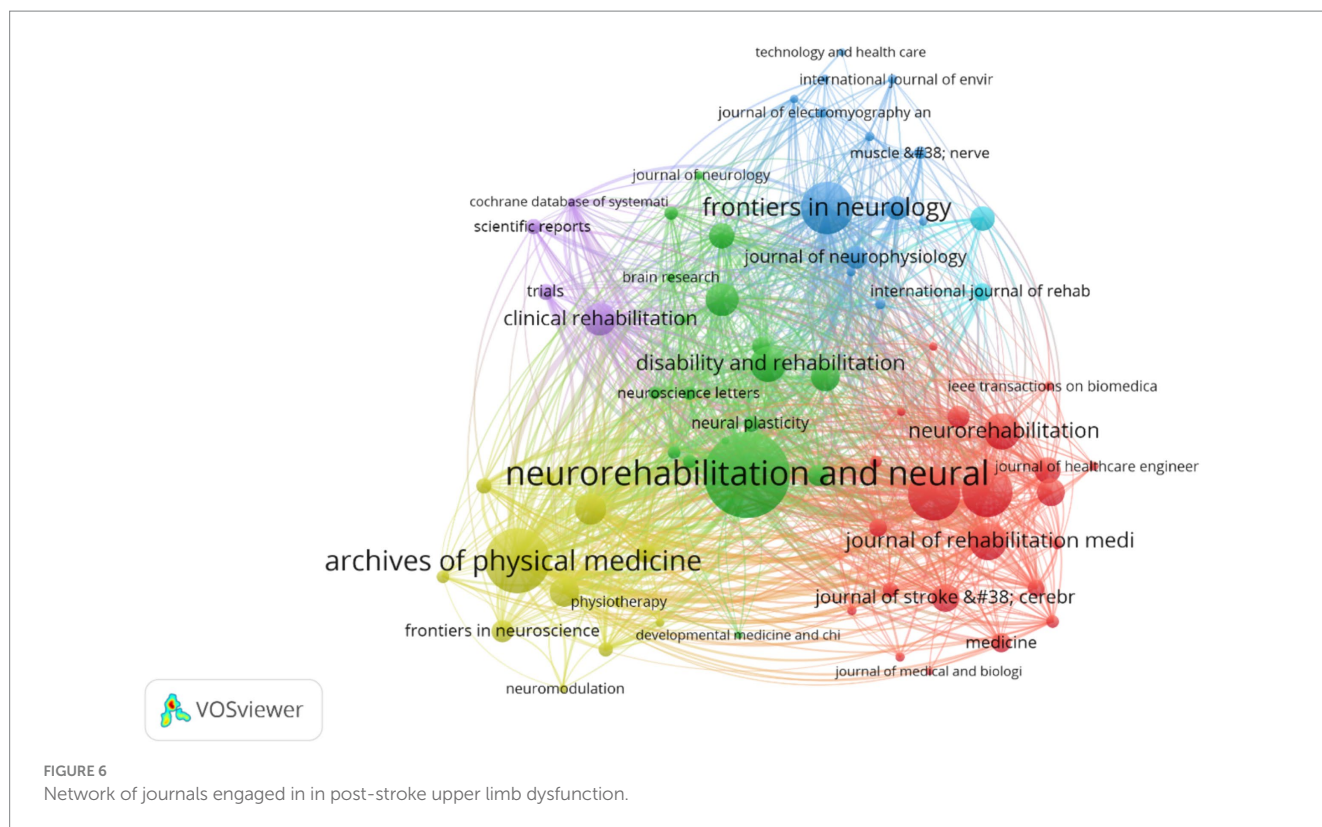 technology and health care
international journal of envir
journal of electromyography an
muscle &#38; nerve
journal of neurology
cochrane database of systemati
frontiers in neurology
scientific reports
journal of neurophysiology
brain research
trials
international journal of rehab
clinical rehabilitation
disability and rehabilitation
ieee transactions on biomedica
neuroscience letters
neural plasticity
neurorehabilitation
journal of healthcare engineer
neurorehabilitation and neural
journal of rehabilitation medi
archives of physical medicine
journal of stroke &#38; cerebr
physiotherapy
frontiers in neuroscience
developmental medicine and chi
medicine
journal of medical and biologi
neuromodulation
VOSviewer
FIGURE 6
Network of journals engaged in in post-stroke upper limb dysfunction.